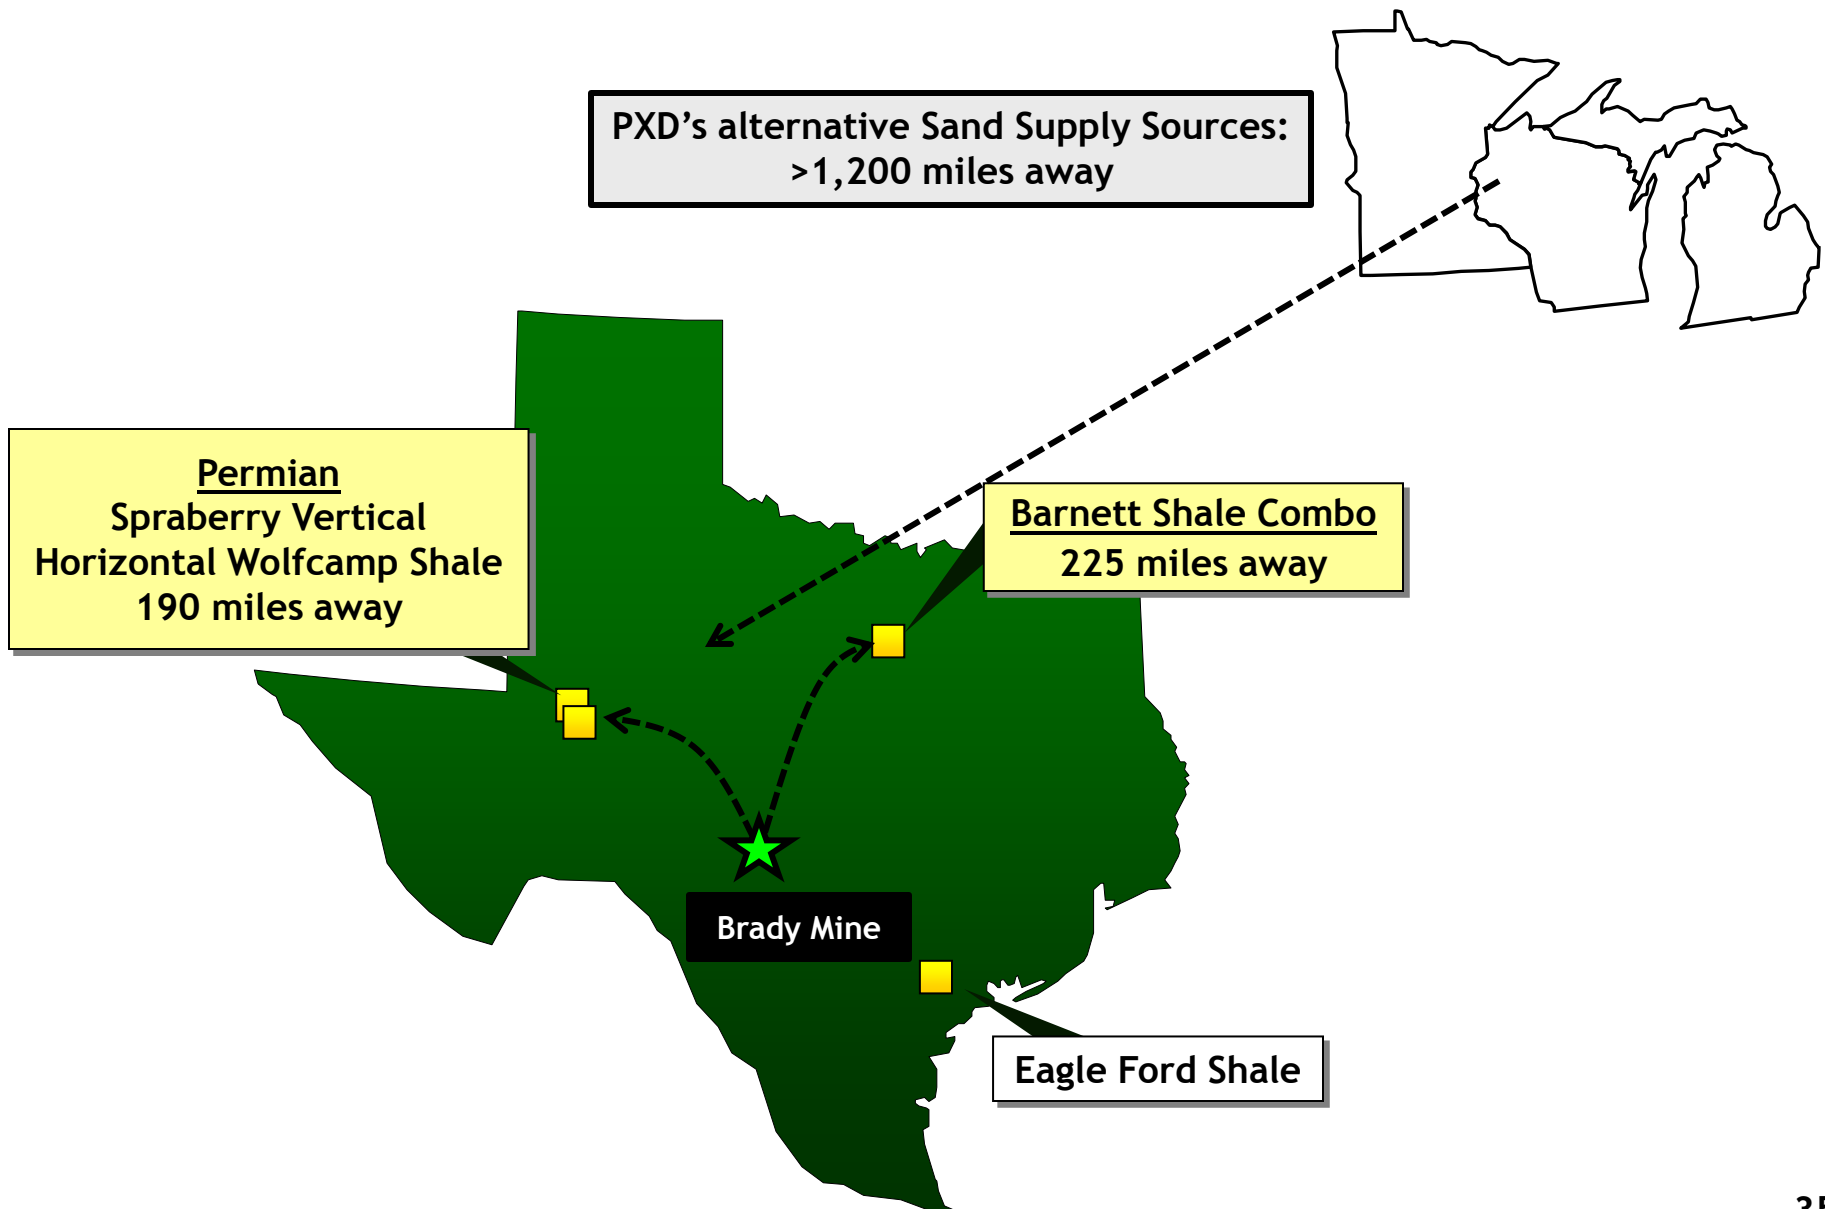 PXD’s alternative Sand Supply Sources:
>1,200 miles away
Permian
Spraberry Vertical
Horizontal Wolfcamp Shale
190 miles away
Barnett Shale Combo
225 miles away
Brady Mine
Eagle Ford Shale